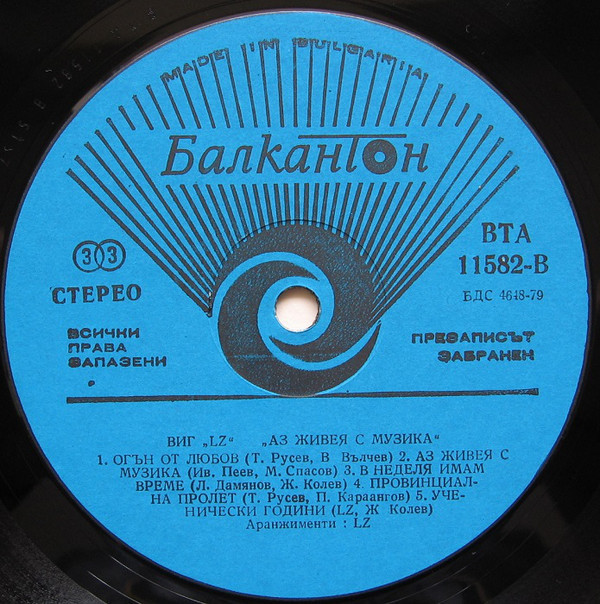 MADE IN BULGARIA
Балкантон
33
СТЕРЕО
ВТА
11582-В
БДС 4648-79
ВСИЧКИ
ПРАВА
ЗАПАЗЕНИ
ПРЕЗАПИСЪТ
ЗАБРАНЕН
ВИГ „LZ“ „АЗ ЖИВЕЯ С МУЗИКА“
1. ОГЪН ОТ ЛЮБОВ (Т. Русев, В Вълчев) 2. АЗ ЖИВЕЯ С
МУЗИКА (Ив. Пеев, М. Спасов) 3. В НЕДЕЛЯ ИМАМ
ВРЕМЕ (Л. Дамянов, Ж. Колев) 4. ПРОВИНЦИАЛ-
НА ПРОЛЕТ (Т. Русев, П. Караангов) 5. УЧЕ-
НИЧЕСКИ ГОДИНИ (LZ, Ж Колев)
Аранжименти : LZ